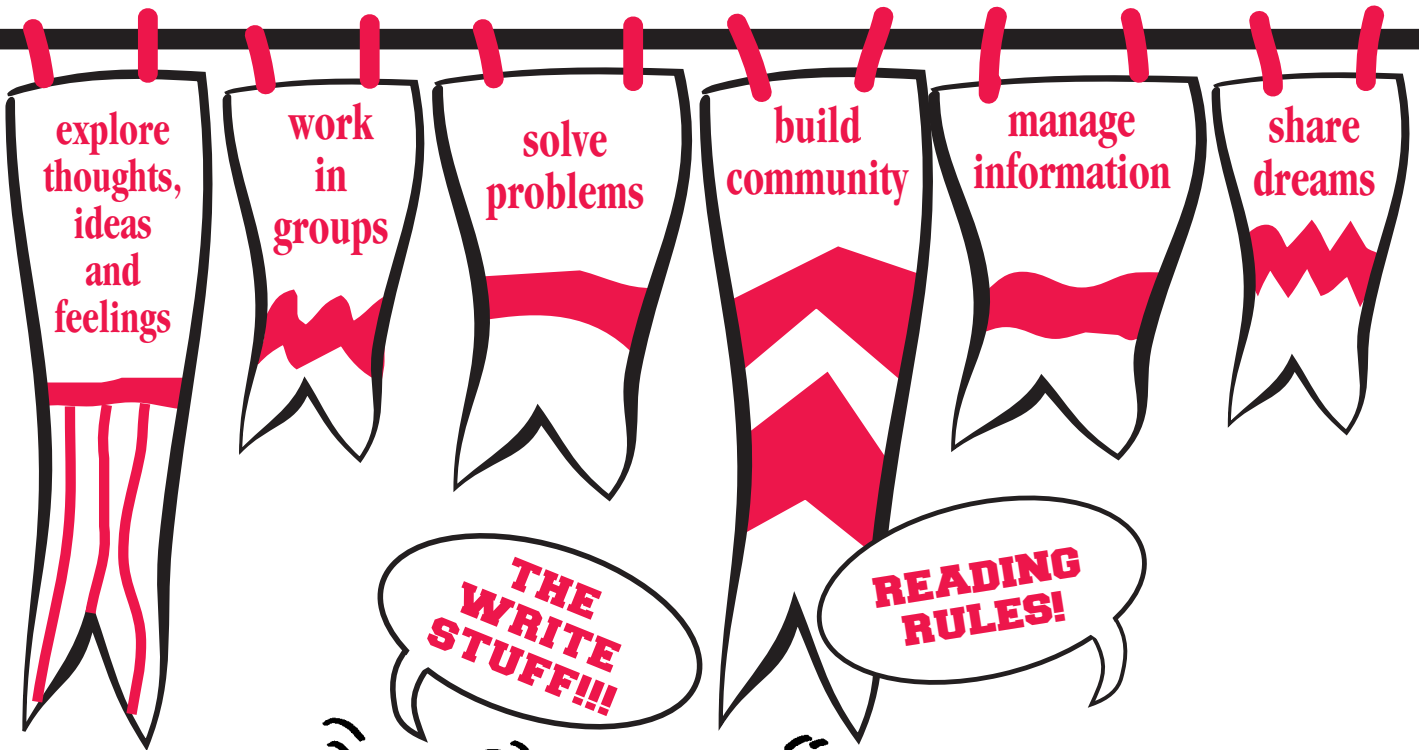 explore
thoughts,
ideas
and
feelings
work
in
groups
solve
problems
build
community
manage
information
share
dreams
THE
WRITE
STUFF!!!
READING
RULES!